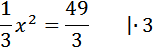 1/3 x² = 49/3  |· 3